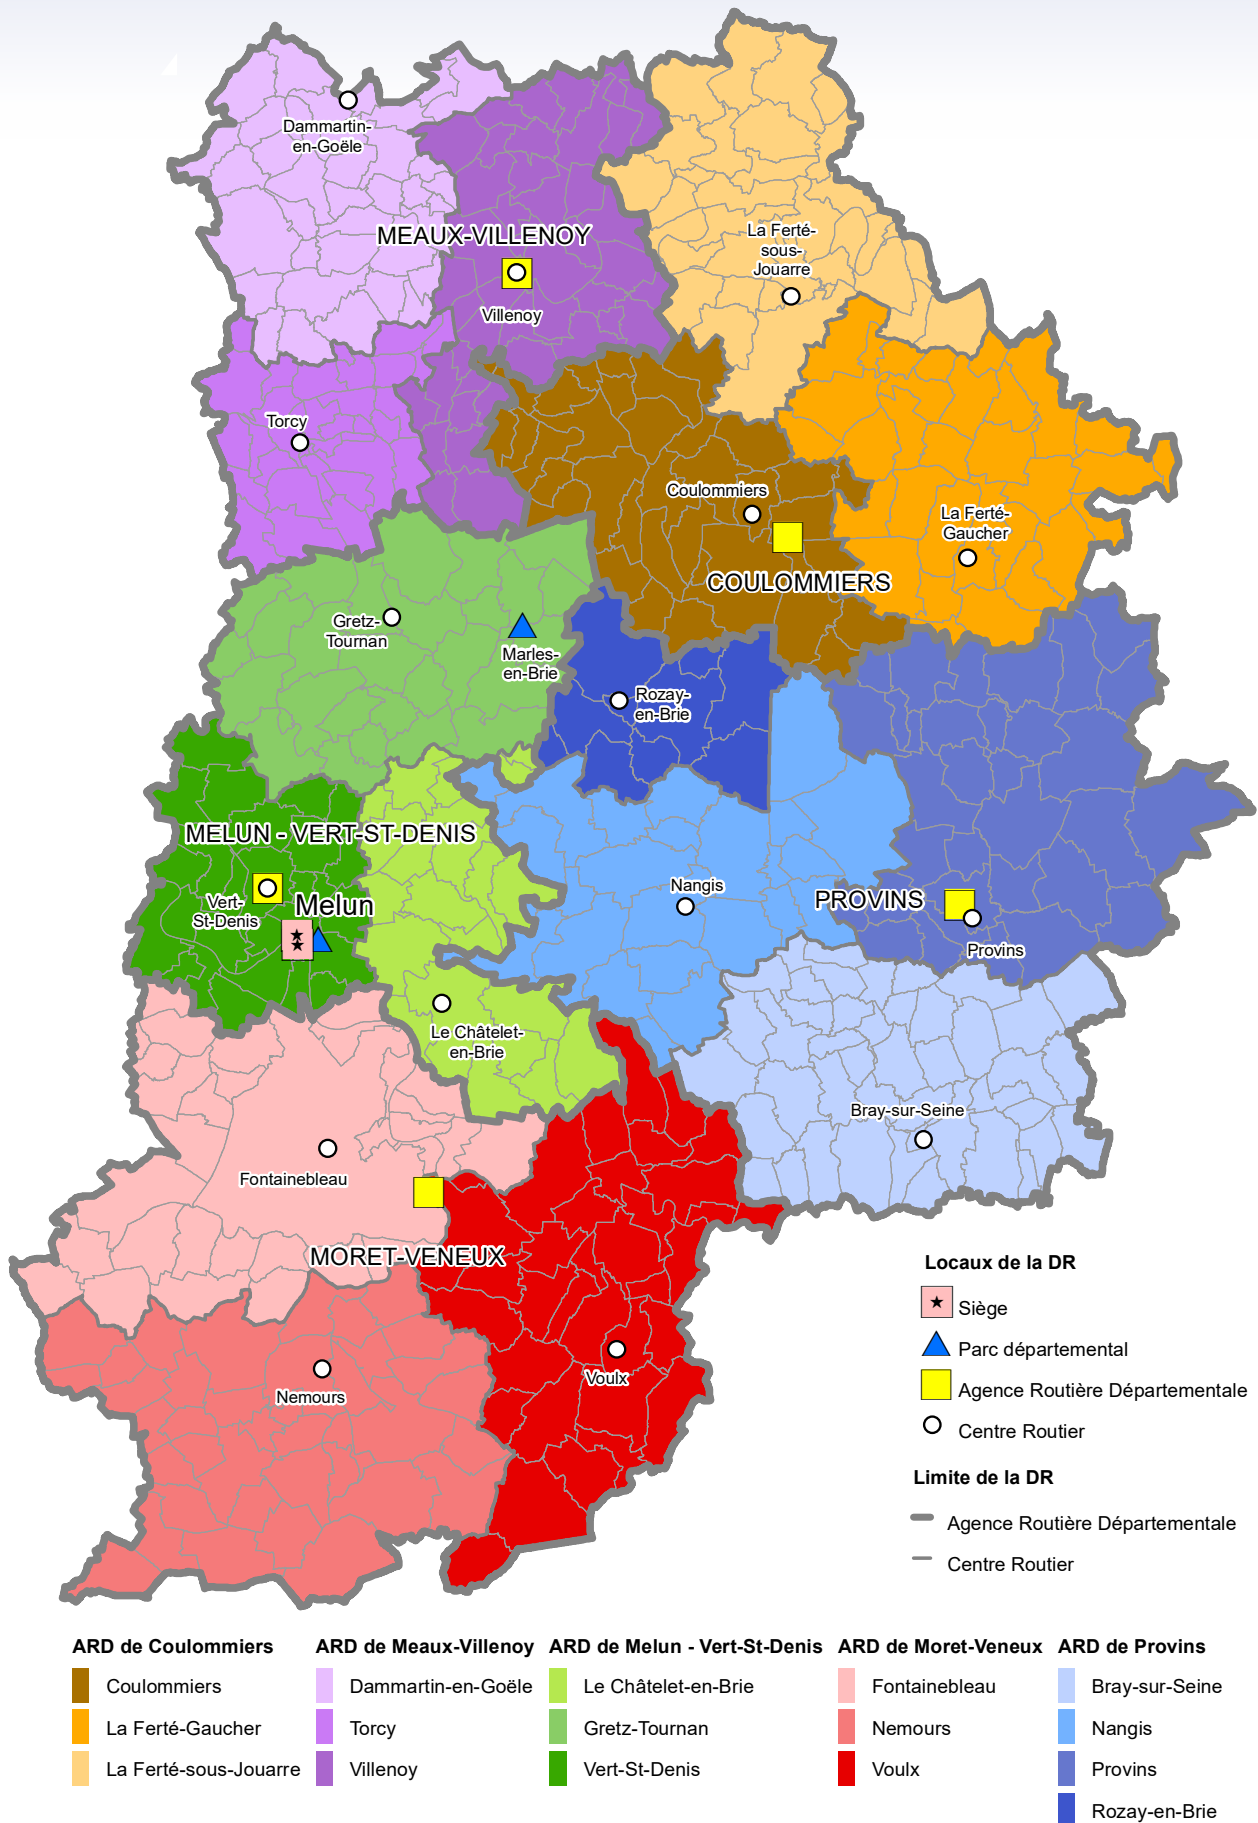 Dammartin-
en-Goële
MEAUX-VILLENOY
Villenoy
La Ferté-
sous-
Jouarre
Torcy
Coulommiers
La Ferté-
Gaucher
COULOMMIERS
Gretz-
Tournan
Marles-
en-Brie
Rozay-
en-Brie
MELUN - VERT-ST-DENIS
Vert-
St-Denis
Melun
Nangis
PROVINS
Provins
Le Châtelet-
en-Brie
Bray-sur-Seine
Fontainebleau
MORET-VENEUX
Voulx
Nemours
Locaux de la DR
Siège
Parc départemental
Agence Routière Départementale
Centre Routier
Limite de la DR
Agence Routière Départementale
Centre Routier
ARD de Coulommiers
Coulommiers
La Ferté-Gaucher
La Ferté-sous-Jouarre
ARD de Meaux-Villenoy
Dammartin-en-Goële
Torcy
Villenoy
ARD de Melun - Vert-St-Denis
Le Châtelet-en-Brie
Gretz-Tournan
Vert-St-Denis
ARD de Moret-Veneux
Fontainebleau
Nemours
Voulx
ARD de Provins
Bray-sur-Seine
Nangis
Provins
Rozay-en-Brie